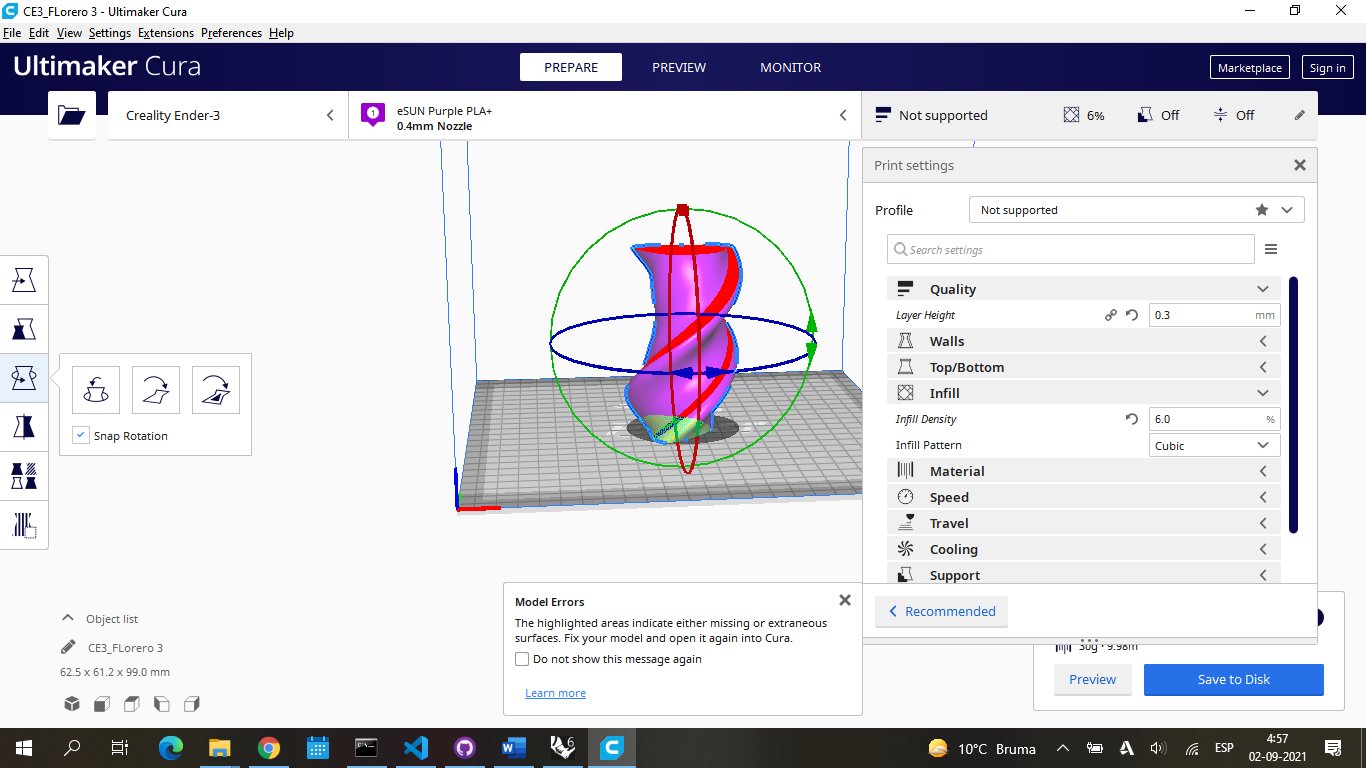 CE3_FLorero 3 - Ultimaker Cura
File Edit View Settings Extensions Preferences Help
Ultimaker Cura
PREPARE
PREVIEW
MONITOR
Marketplace
Sign in
Creality Ender-3
1
eSUN Purple PLA+
0.4mm Nozzle
Not supported
6%
Off
Off
Print settings
Profile
Not supported
Search settings
Quality
Layer Height
0.3 mm
Walls
Top/Bottom
Infill
Infill Density
6.0 %
Infill Pattern
Cubic
Material
Speed
Travel
Cooling
Support
Recommended
Snap Rotation
Object list
CE3_FLorero 3
62.5 x 61.2 x 99.0 mm
Model Errors
The highlighted areas indicate either missing or extraneous
surfaces. Fix your model and open it again into Cura.
Do not show this message again
Learn more
30g · 9.98m
Preview
Save to Disk
6
10°C Bruma
ESP
4:57
02-09-2021